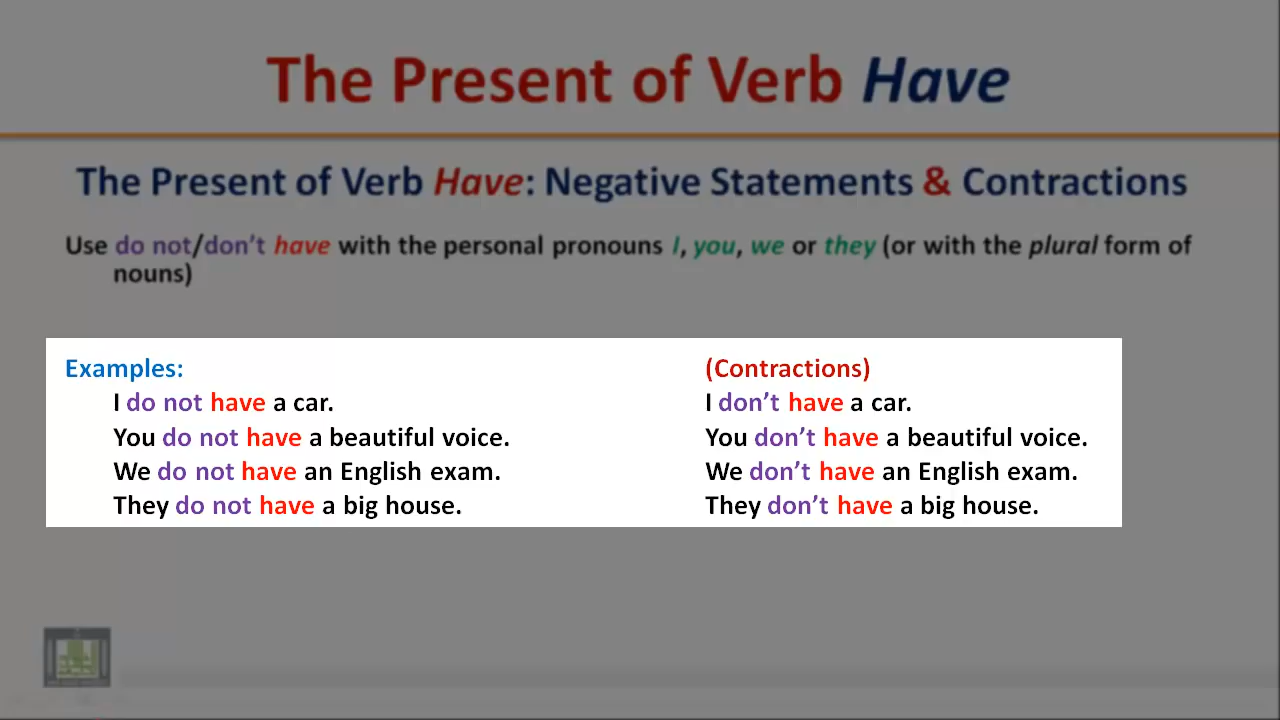 The Present of Verb Have
The Present of Verb Have: Negative Statements & Contractions
Use do not/don't have with the personal pronouns I, you, we or they (or with the plural form of
nouns)
Examples:
I do not have a car.
You do not have a beautiful voice.
We do not have an English exam.
They do not have a big house.
(Contractions)
I don't have a car.
You don't have a beautiful voice.
We don't have an English exam.
They don't have a big house.